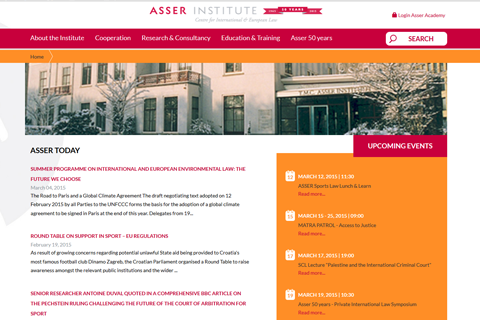 ASSER INSTITUTE
50 YEARS
Centre for International & European Law
Login Asser Academy
About the Institute
Cooperation
Research & Consultancy
Education & Training
Asser 50 years
SEARCH
Home
T.M.C. ASSER INSTITUUT
ASSER TODAY
SUMMER PROGRAMME ON INTERNATIONAL AND EUROPEAN ENVIRONMENTAL LAW: THE
FUTURE WE CHOOSE
March 04, 2015
The Road to Paris and a Global Climate Agreement The draft negotiating text adopted on 12
February 2015 by all Parties to the UNFCCC forms the basis for the adoption of a global climate
agreement to be signed in Paris at the end of this year. Delegates from 19...
ROUND TABLE ON SUPPORT IN SPORT – EU REGULATIONS
February 19, 2015
As result of growing concerns regarding potential unlawful State aid being provided to Croatia's
most famous football club Dinamo Zagreb, the Croatian Parliament organised a Round Table to raise
awareness amongst the relevant public institutions and the wider ...
SENIOR RESEARCHER ANTOINE DUVAL QUOTED IN A COMPREHENSIVE BBC ARTICLE ON
THE PECHSTEIN RULING CHALLENGING THE FUTURE OF THE COURT OF ARBITRATION FOR
SPORT
UPCOMING EVENTS
12
MARCH 12, 2015 | 11:30
ASSER Sports Law Lunch & Learn
Read more...
15
MARCH 15 - 21, 2015 | 09:00
MATRA PATROL - Access to Justice
Read more...
17
MARCH 17, 2015 | 19:00
SCL Lecture "Palestine and the International Criminal Court"
Read more...
19
MARCH 19, 2015 | 10:30
Asser 50 years - Private International Law Symposium
Read more...